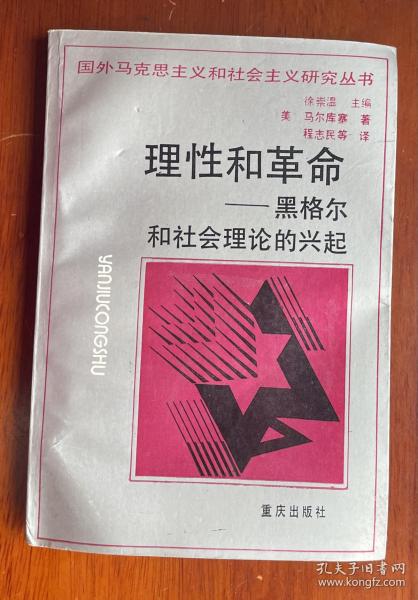 国外马克思主义和社会主义研究丛书
徐崇温 主编
美 马尔库塞 著
程志民等 译
理性和革命
——黑格尔
和社会理论的兴起
YANJIUCONGSHU
重庆出版社
孔夫子旧书网
book.kongfz.com